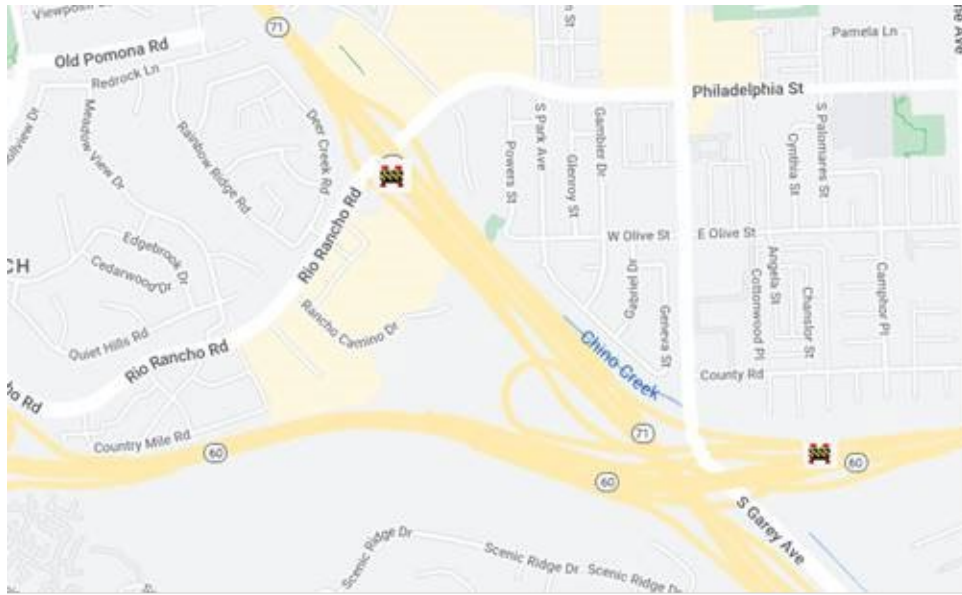 71
Old Pomona Rd
Redrock Ln
Meadow View Dr
Rainbow Ridge Rd
Deer Creek Rd
Pamela Ln
Philadelphia St
S Park Ave
Powers St
Glenroy St
Gambier Dr
Cynthia St
S Palomares St
Rio Rancho Rd
W Olive St
E Olive St
Edgebrook Dr
Cedarwood Dr
Gabriel Dr
Geneva St
Cottonwood Pl
Angela St
Chanslor St
Camphor Pl
Rancho Camino Dr
Quiet Hills Rd
Rio Rancho Rd
Chino Creek
County Rd
Country Mile Rd
71
60
60
60
S Garey Ave
Scenic Ridge Dr
Scenic Ridge Dr
Scenic Ridge Dr